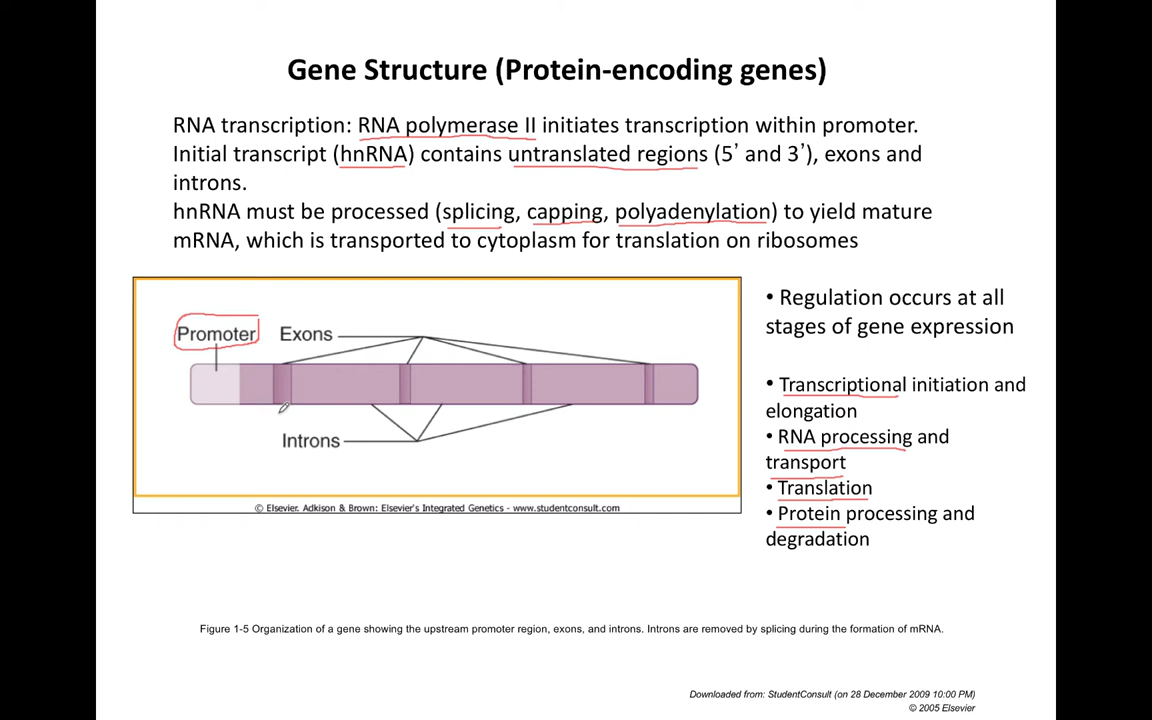 Gene Structure (Protein-encoding genes)
RNA transcription: RNA polymerase II initiates transcription within promoter.
Initial transcript (hnRNA) contains untranslated regions (5’ and 3’), exons and
introns.
hnRNA must be processed (splicing, capping, polyadenylation) to yield mature
mRNA, which is transported to cytoplasm for translation on ribosomes
Promoter
Exons
Introns
© Elsevier. Adkison & Brown: Elsevier's Integrated Genetics - www.studentconsult.com
• Regulation occurs at all
stages of gene expression
• Transcriptional initiation and
elongation
• RNA processing and
transport
• Translation
• Protein processing and
degradation
Figure 1-5 Organization of a gene showing the upstream promoter region, exons, and introns. Introns are removed by splicing during the formation of mRNA.
Downloaded from: StudentConsult (on 28 December 2009 10:00 PM)
© 2005 Elsevier